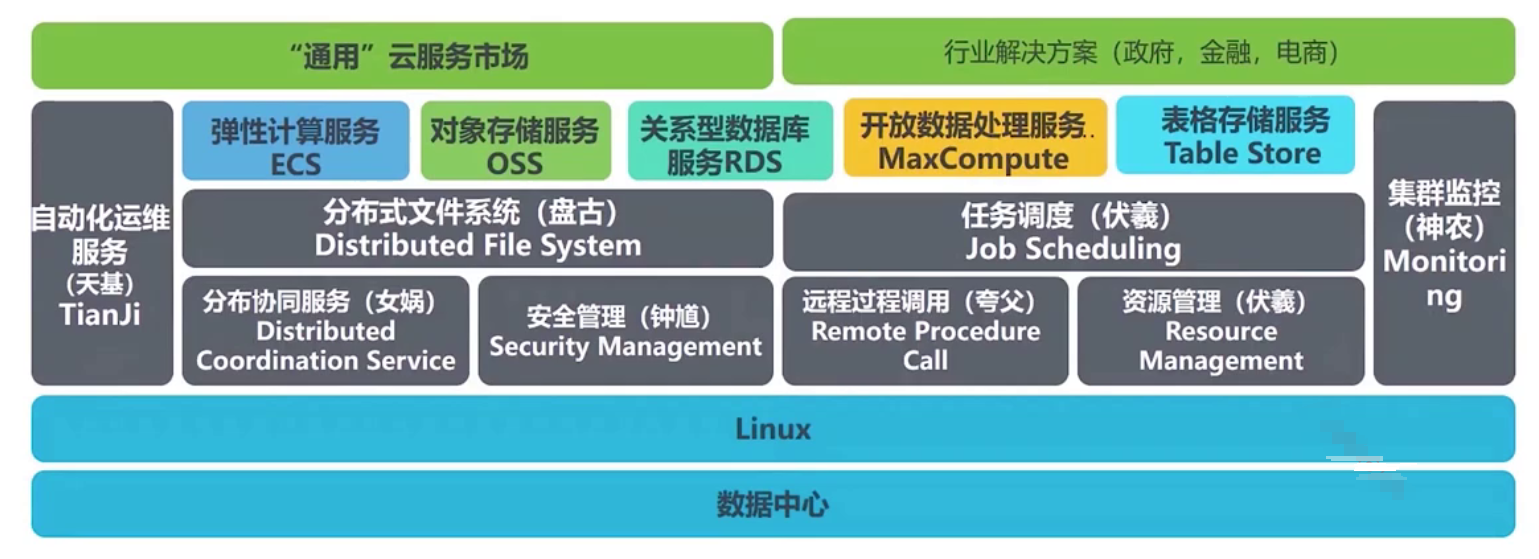 “通用”云服务市场
行业解决方案（政府，金融，电商）
自动化运维
服务
（天基）
TianJi
弹性计算服务
ECS
对象存储服务
OSS
关系型数据库
服务RDS
开放数据处理服务.
MaxCompute
表格存储服务
Table Store
集群监控
（神农）
Monitori
ng
分布式文件系统（盘古）
Distributed File System
任务调度（伏羲）
Job Scheduling
分布协同服务（女娲）
Distributed
Coordination Service
安全管理（钟馗）
Security Management
远程过程调用（夸父）
Remote Procedure
Call
资源管理（伏羲）
Resource
Management
Linux
数据中心